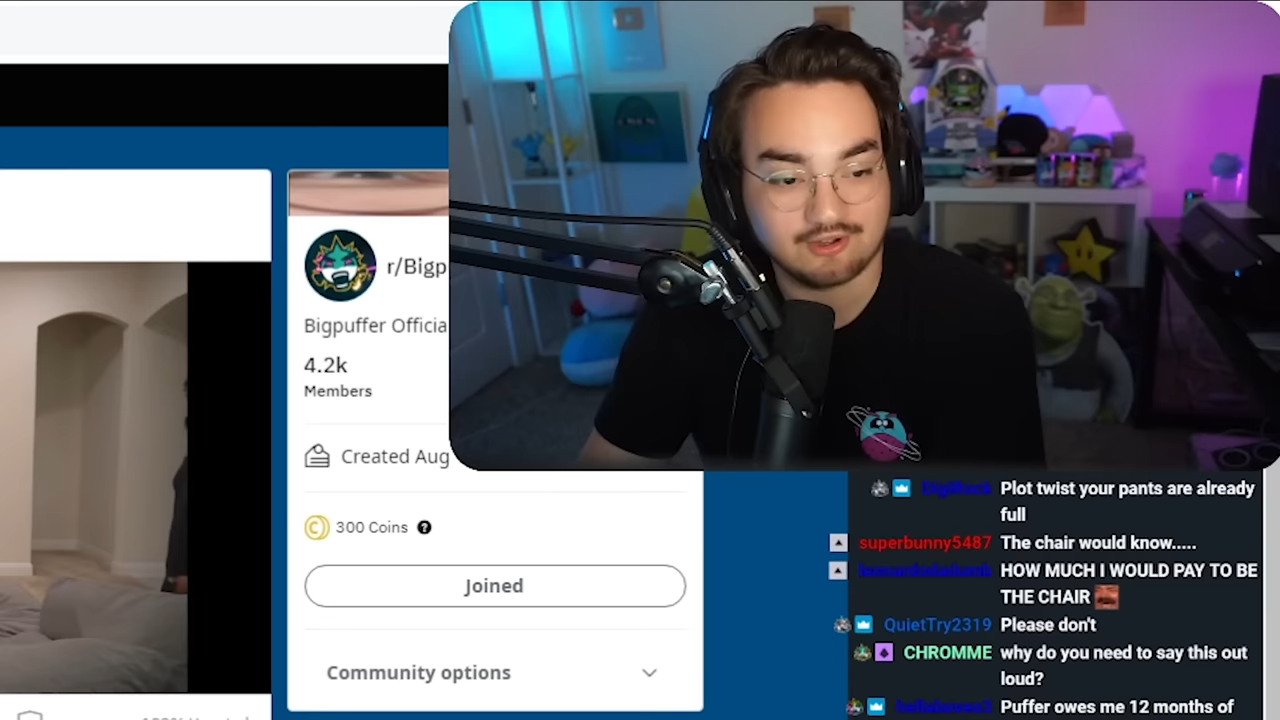 r/Bigp
Bigpuffer Officia
4.2k
Members
Created Aug
300 Coins
Joined
Community options
Plot twist your pants are already
full
superbunny5487 The chair would know.....
HOW MUCH I WOULD PAY TO BE
THE CHAIR
QuietTry2319 Please don't
CHROMME why do you need to say this out
loud?
Puffer owes me 12 months of